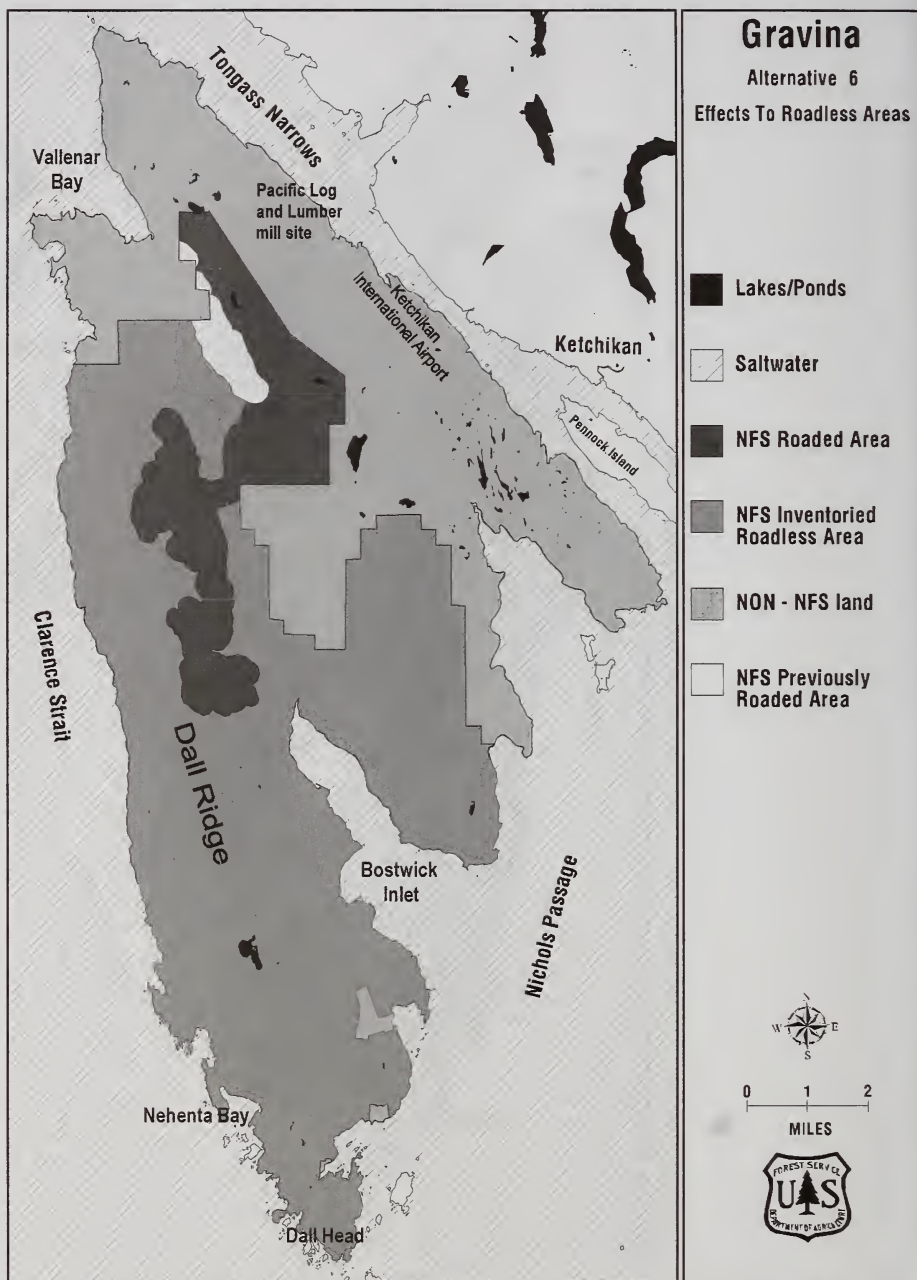 Gravina
Alternative 6
Effects To Roadless Areas
Lakes/Ponds
Saltwater
NFS Roaded Area
NFS Inventoried
Roadless Area
NON - NFS land
NFS Previously
Roaded Area
N
W E
S
0 1 2
MILES
FOREST SERVICE
U S
DEPARTMENT OF AGRICULTURE
Tongass Narrows
Vallenar
Bay
Pacific Log
and Lumber
mill site
Ketchikan
International Airport
Ketchikan
Pennock Island
Clarence Strait
Dall Ridge
Bostwick
Inlet
Nichols Passage
Nehenta Bay
Dall Head